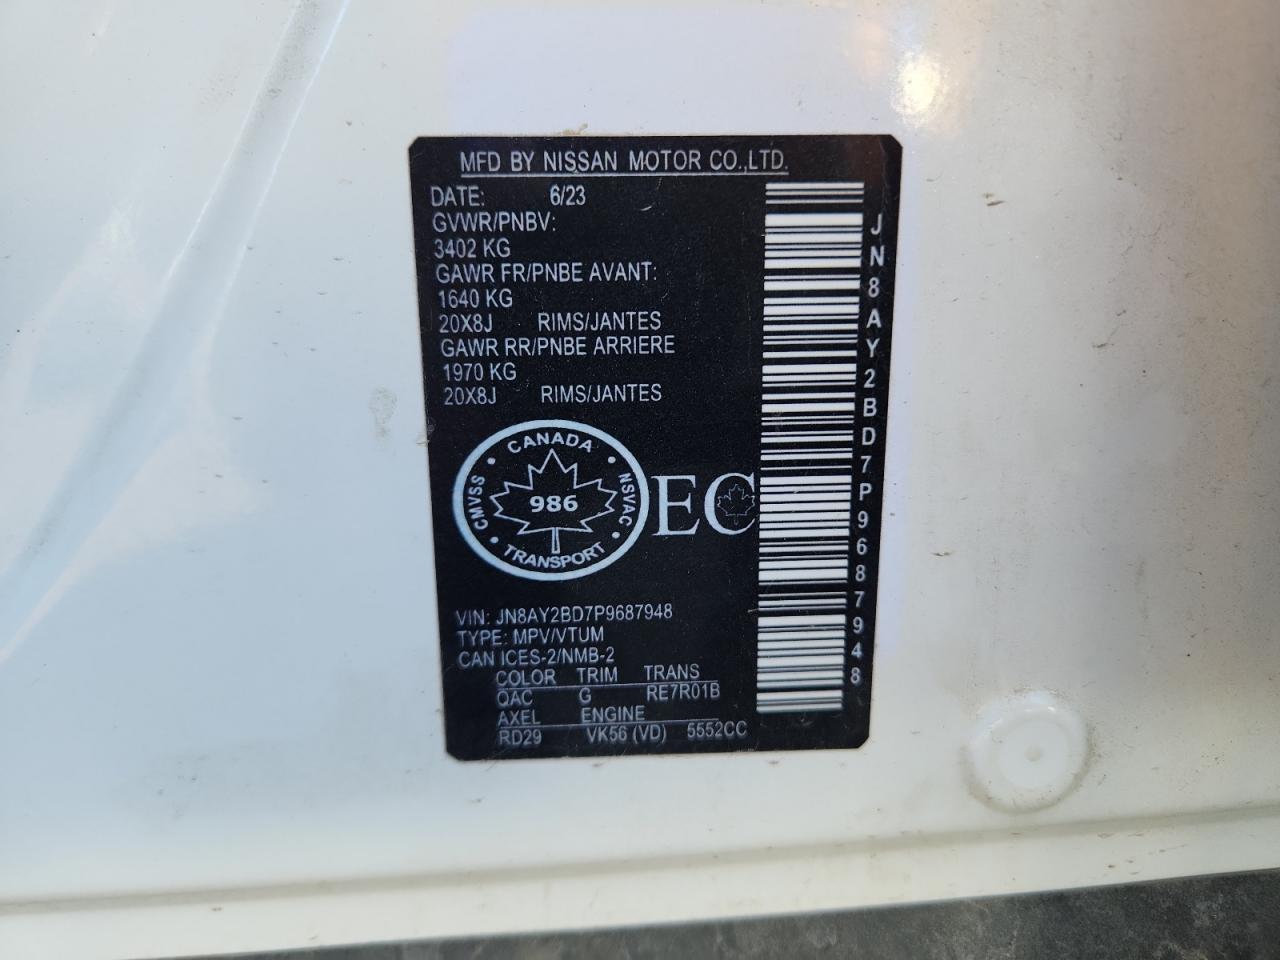 MFD BY NISSAN MOTOR CO.,LTD.
DATE: 6/23
GVWR/PNBV:
3402 KG
GAWR FR/PNBE AVANT:
1640 KG
20X8J RIMS/JANTES
GAWR RR/PNBE ARRIERE
1970 KG
20X8J RIMS/JANTES
CANADA
CMVSS 986 NSVAC
TRANSPORT
EC
VIN: JN8AY2BD7P9687948
TYPE: MPV/VTUM
CAN ICES-2/NMB-2
COLOR TRIM TRANS
QAC G RE7R01B
AXEL ENGINE
RD29 VK56 (VD) 5552CC
JN8AY2BD7P9687948